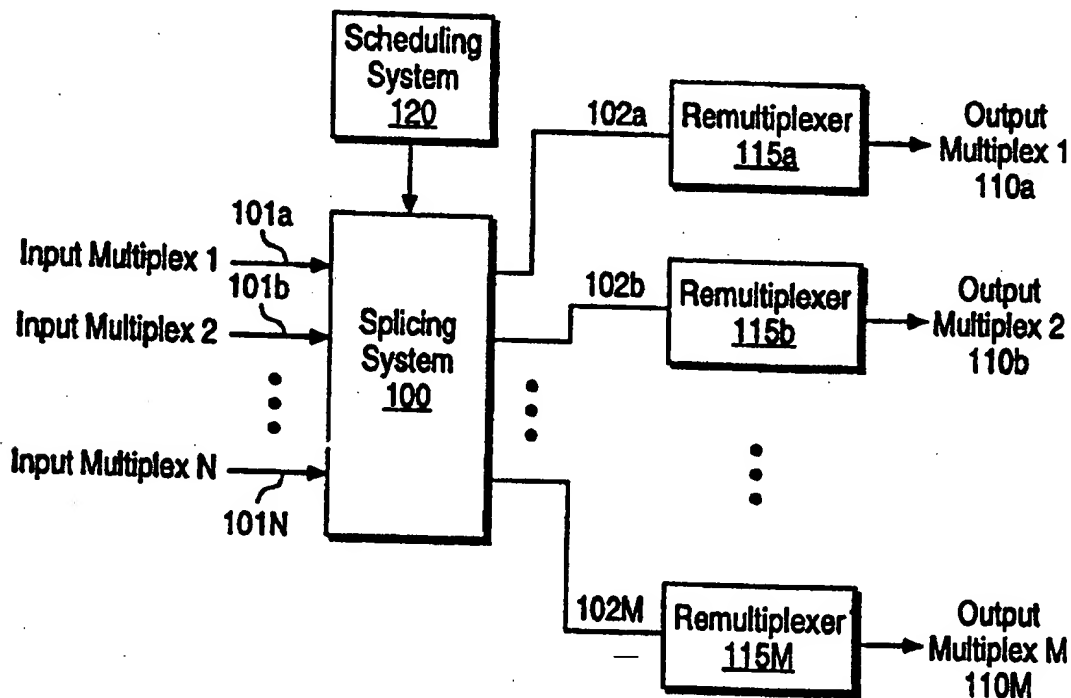 Scheduling
System
120
102a
Remultiplexer
115a
Output
Multiplex 1
110a
101a
Input Multiplex 1
101b
Input Multiplex 2
Splicing
System
100
102b
Remultiplexer
115b
Output
Multiplex 2
110b
Input Multiplex N
101N
102M
Remultiplexer
115M
Output
Multiplex M
110M